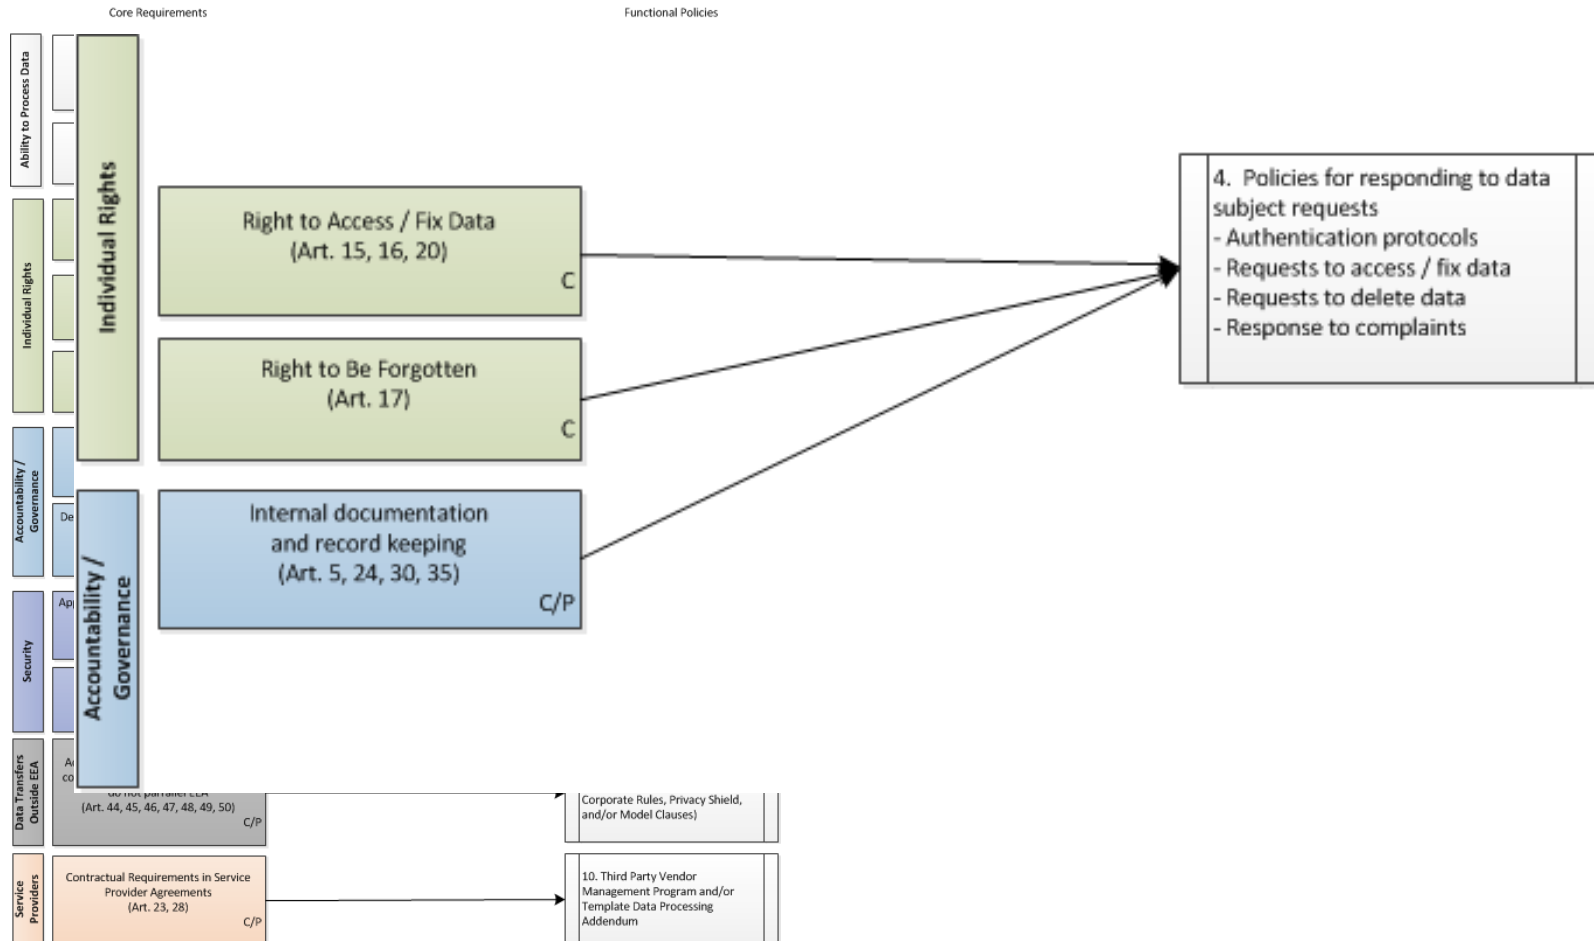 Core Requirements
Functional Policies
Ability to Process Data
Individual Rights
Accountability /
Governance
Security
Data Transfers
Outside EEA
Service
Providers
De
Individual Rights
Right to Access / Fix Data
(Art. 15, 16, 20)
C
Right to Be Forgotten
(Art. 17)
C
Accountability /
Governance
Internal documentation
and record keeping
(Art. 5, 24, 30, 35)
C/P
4. Policies for responding to data
subject requests
- Authentication protocols
- Requests to access / fix data
- Requests to delete data
- Response to complaints
(Art. 44, 45, 46, 47, 48, 49, 50)
C/P
Corporate Rules, Privacy Shield,
and/or Model Clauses)
Contractual Requirements in Service
Provider Agreements
(Art. 23, 28)
C/P
10. Third Party Vendor
Management Program and/or
Template Data Processing
Addendum